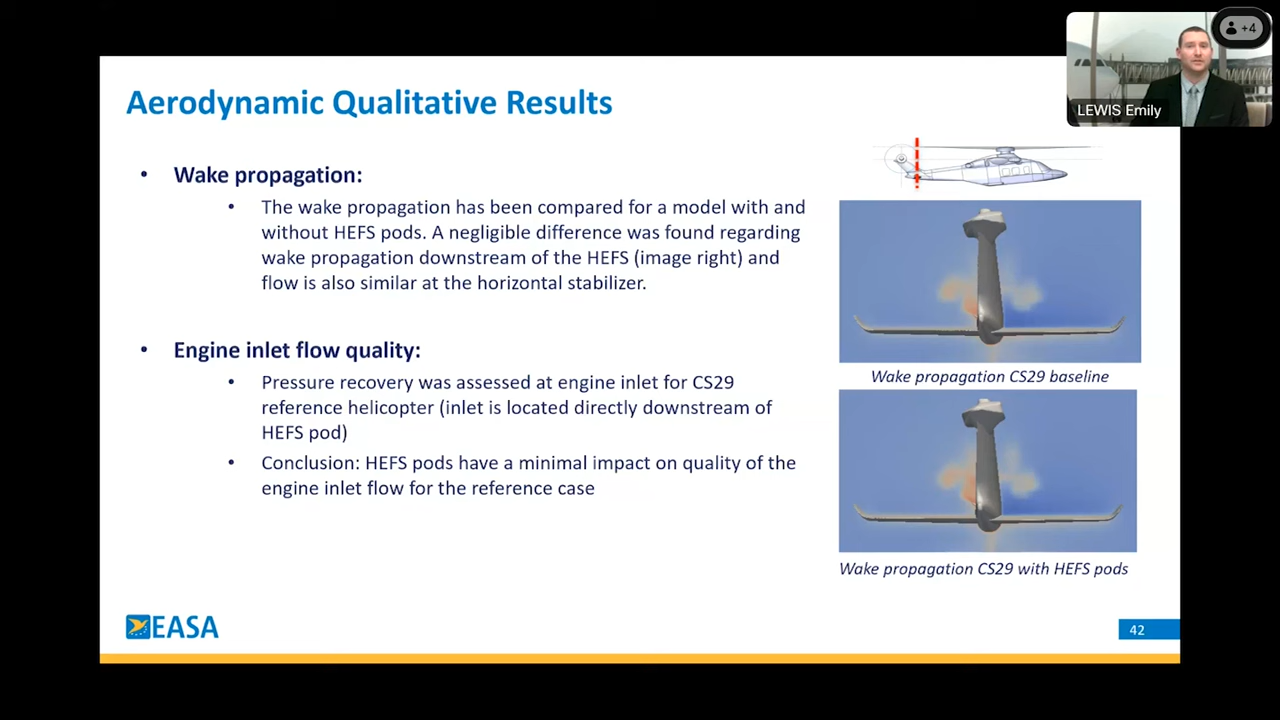 +4
LEWIS Emily
Aerodynamic Qualitative Results
• Wake propagation:
• The wake propagation has been compared for a model with and
without HEFS pods. A negligible difference was found regarding
wake propagation downstream of the HEFS (image right) and
flow is also similar at the horizontal stabilizer.
• Engine inlet flow quality:
• Pressure recovery was assessed at engine inlet for CS29
reference helicopter (inlet is located directly downstream of
HEFS pod)
• Conclusion: HEFS pods have a minimal impact on quality of the
engine inlet flow for the reference case
Wake propagation CS29 baseline
Wake propagation CS29 with HEFS pods
EASA
42